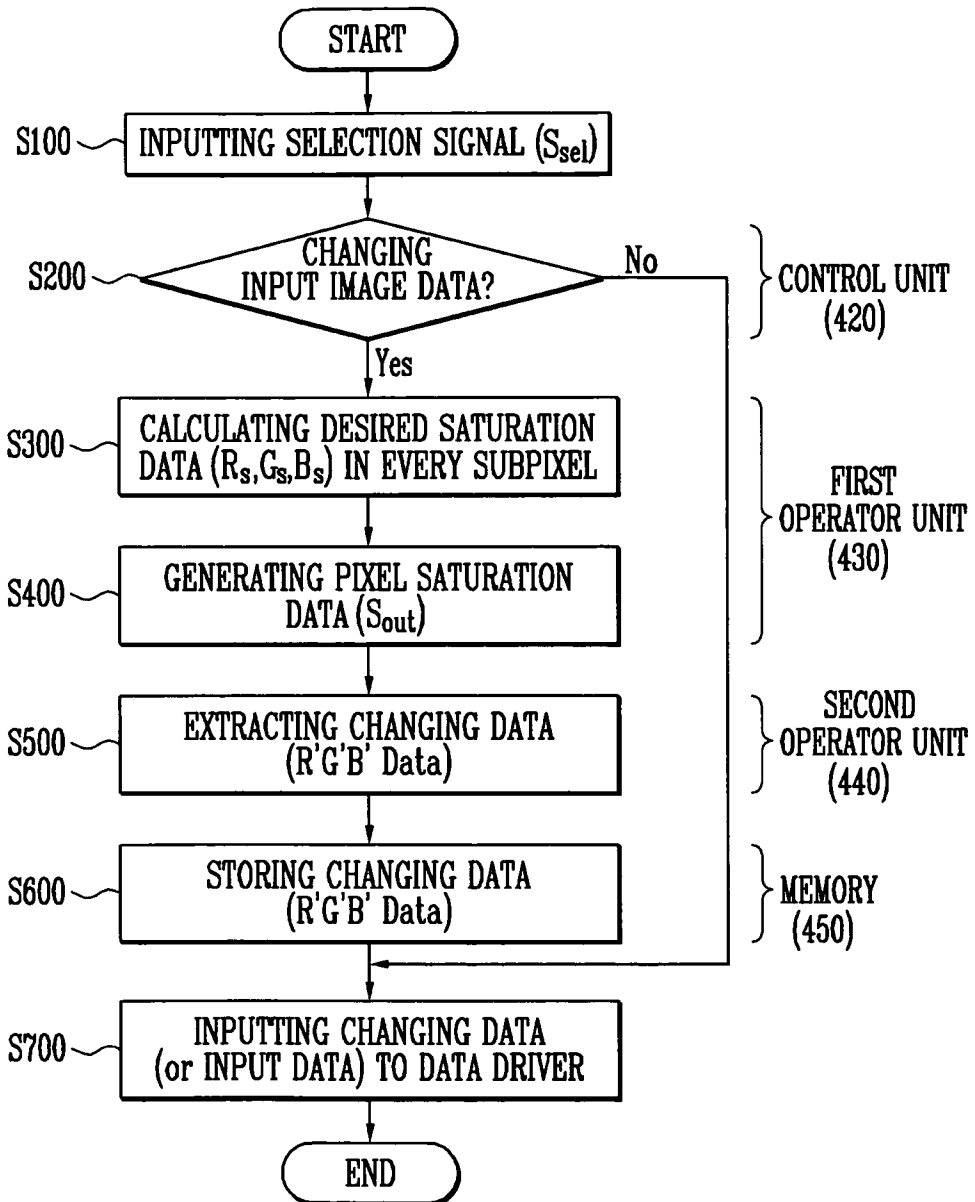 START
S100
INPUTTING SELECTION SIGNAL (Ssel)
S200
CHANGING
INPUT IMAGE DATA?
No
Yes
CONTROL UNIT
(420)
S300
CALCULATING DESIRED SATURATION
DATA (Rs,Gs,Bs) IN EVERY SUBPIXEL
S400
GENERATING PIXEL SATURATION
DATA (Sout)
FIRST
OPERATOR UNIT
(430)
S500
EXTRACTING CHANGING DATA
(R'G'B' Data)
SECOND
OPERATOR UNIT
(440)
S600
STORING CHANGING DATA
(R'G'B' Data)
MEMORY
(450)
S700
INPUTTING CHANGING DATA
(or INPUT DATA) TO DATA DRIVER
END